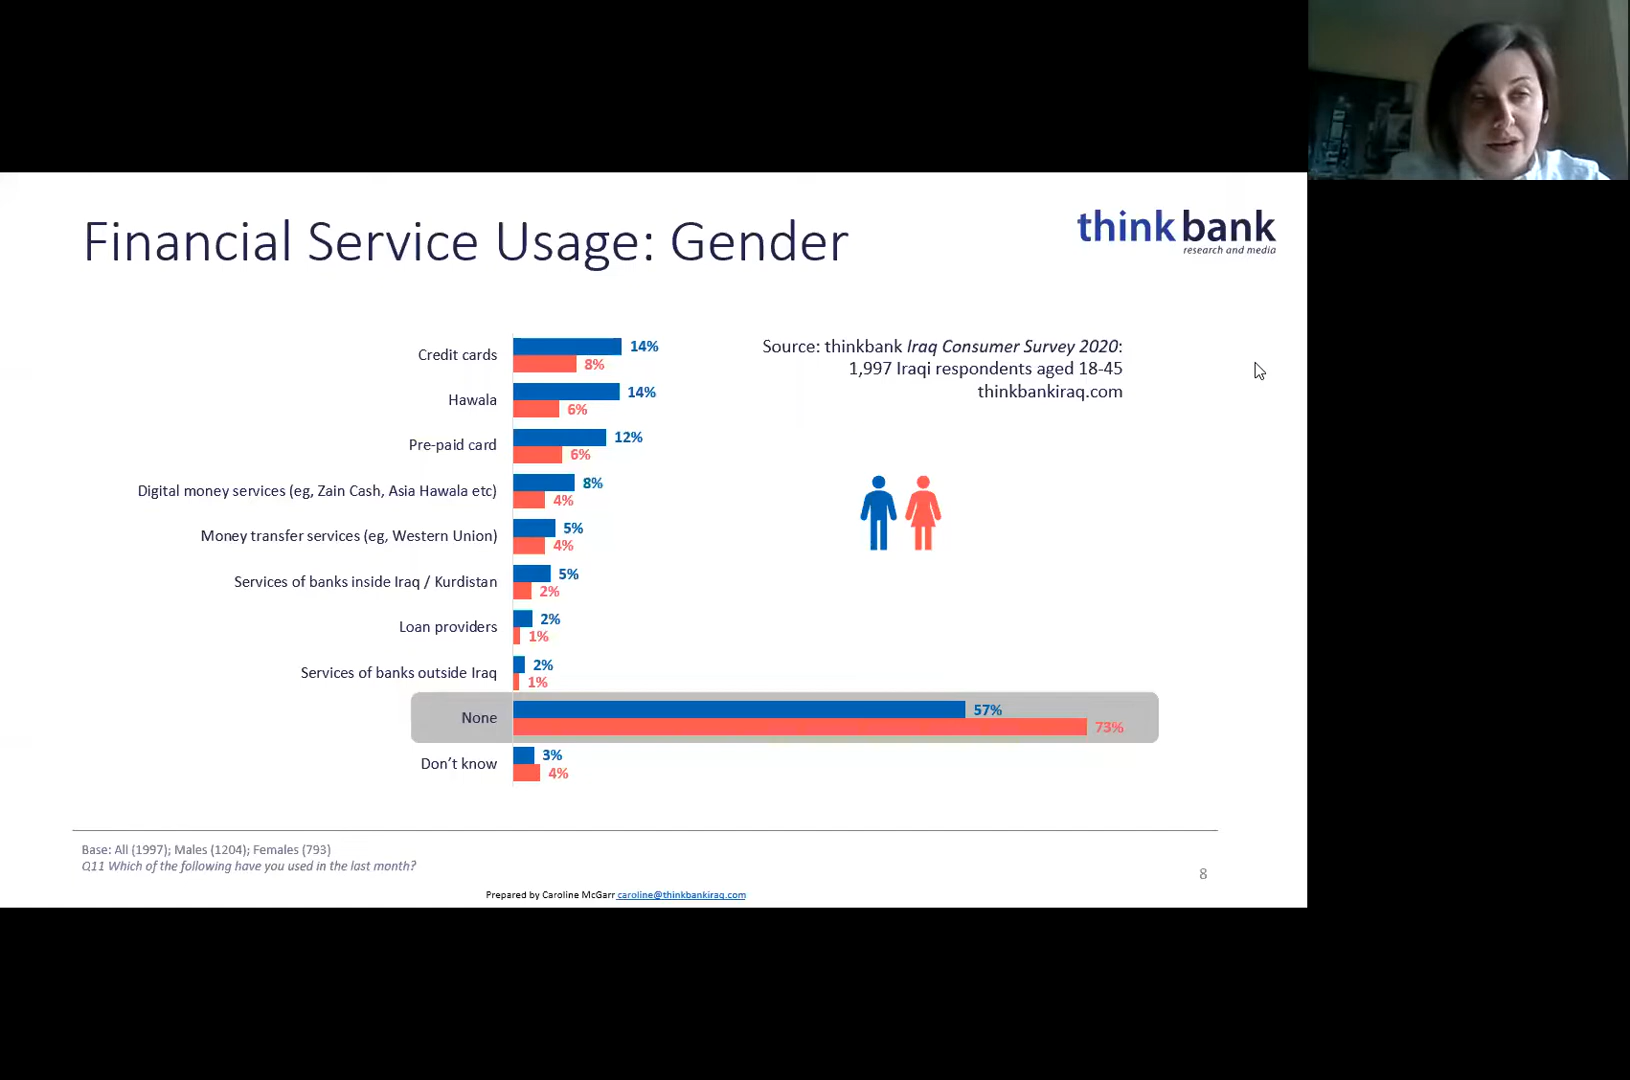 Financial Service Usage: Gender
thinkbank
research and media
Source: thinkbank Iraq Consumer Survey 2020:
1,997 Iraqi respondents aged 18-45
thinkbankiraq.com
Credit cards
14%
8%
Hawala
14%
6%
Pre-paid card
12%
6%
Digital money services (eg, Zain Cash, Asia Hawala etc)
8%
4%
Money transfer services (eg, Western Union)
5%
4%
Services of banks inside Iraq / Kurdistan
5%
2%
Loan providers
2%
1%
Services of banks outside Iraq
2%
1%
None
57%
73%
Don't know
3%
4%
Base: All (1997); Males (1204); Females (793)
Q11 Which of the following have you used in the last month?
8
Prepared by Caroline McGarr caroline@thinkbankiraq.com